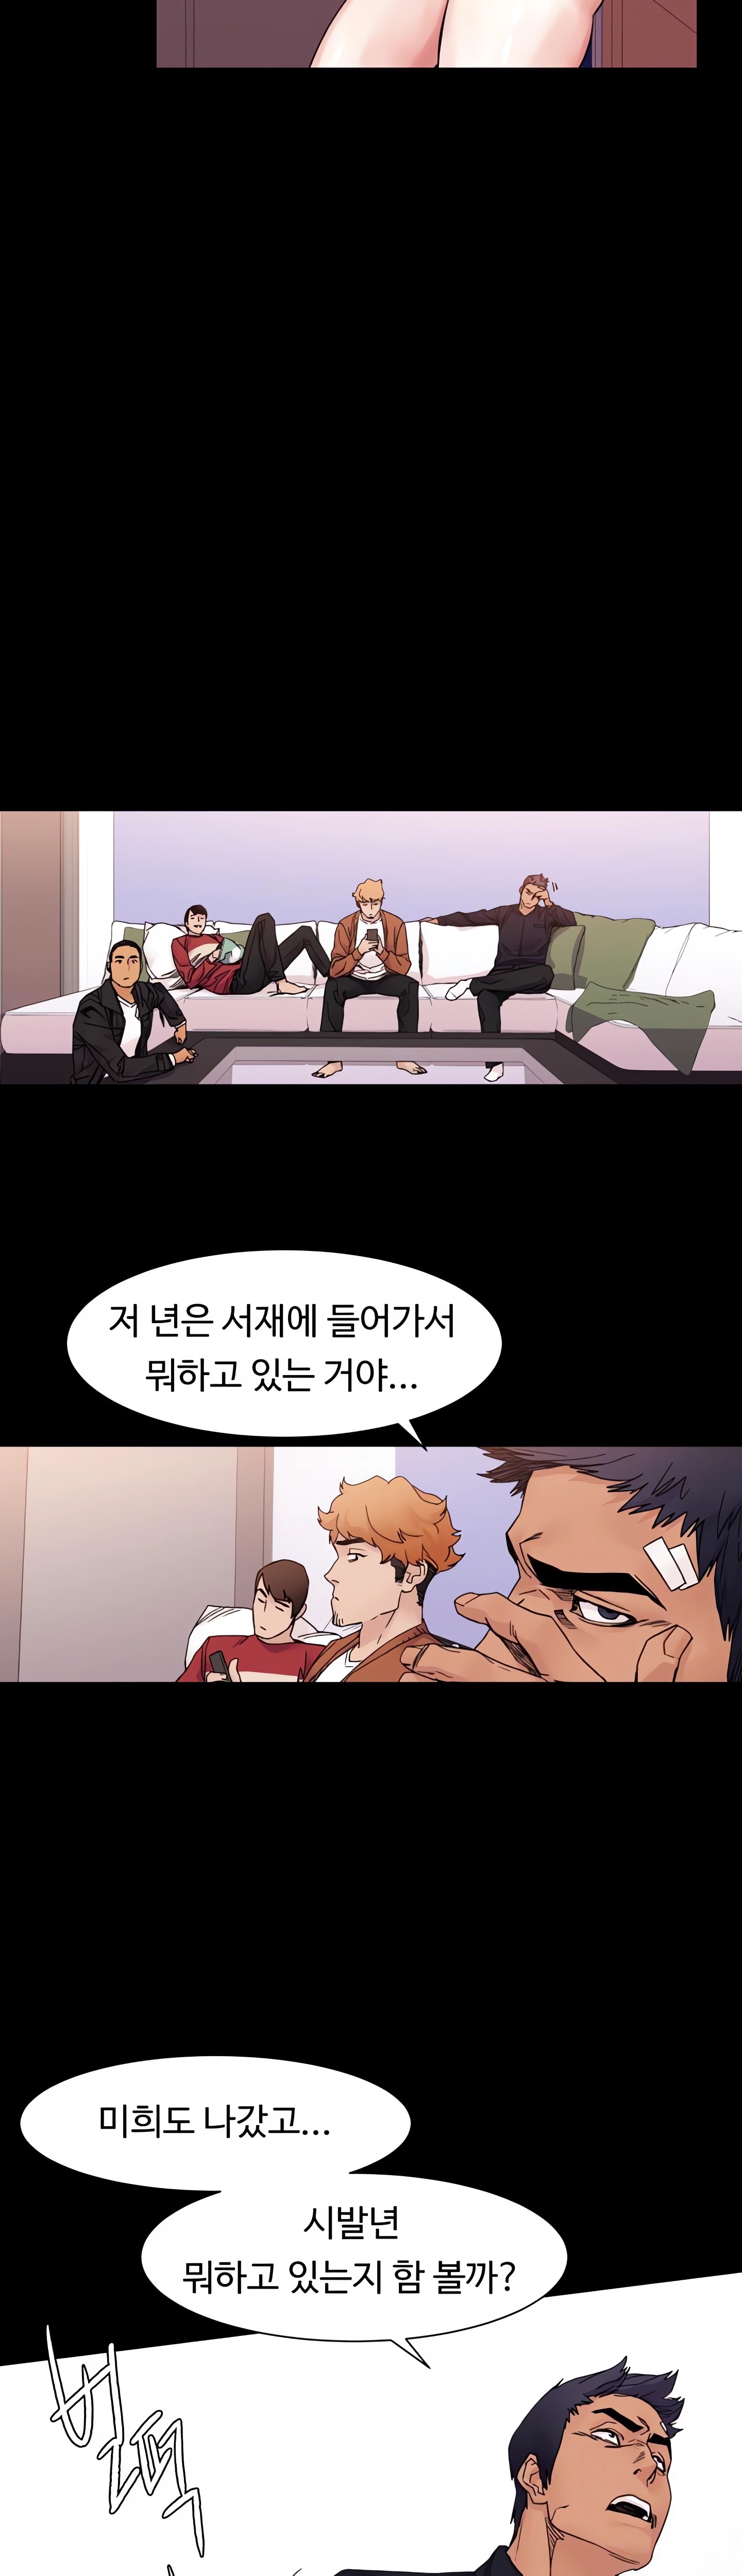 저 년은 서재에 들어가서
뭐하고 있는 거야...
미희도 나갔고...
시발년
뭐하고 있는지 함 볼까?
버떡